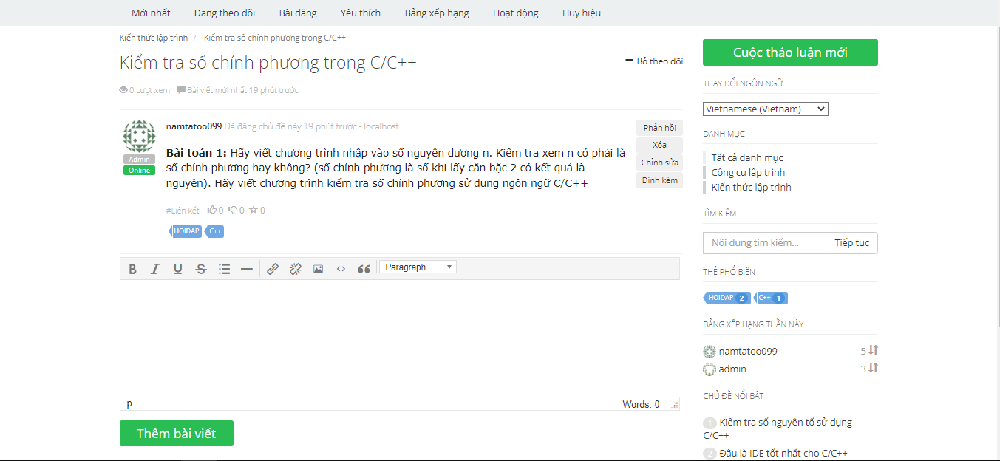 Mới nhất Đang theo dõi Bài đăng Yêu thích Bảng xếp hạng Hoạt động Huy hiệu
Kiến thức lập trình / Kiểm tra số chính phương trong C/C++
Kiểm tra số chính phương trong C/C++
Bỏ theo dõi
0 Lượt xem Bài viết mới nhất 19 phút trước
namtatoo099 Đã đăng chủ đề này 19 phút trước - localhost
Admin
Online
Bài toán 1: Hãy viết chương trình nhập vào số nguyên dương n. Kiểm tra xem n có phải là
số chính phương hay không? (số chính phương là số khi lấy căn bặc 2 có kết quả là
nguyên). Hãy viết chương trình kiểm tra số chính phương sử dụng ngôn ngữ C/C++
Phản hồi
Xóa
Chỉnh sửa
Đính kèm
#Liên kết 0 0 0
HOIDAP C++
B I U S Paragraph
p Words: 0
Thêm bài viết
Cuộc thảo luận mới
THAY ĐỔI NGÔN NGỮ
Vietnamese (Vietnam)
DANH MỤC
Tất cả danh mục
Công cụ lập trình
Kiến thức lập trình
TÌM KIẾM
Nội dung tìm kiếm... Tiếp tục
THẺ PHỔ BIẾN
HOIDAP 2 C++ 1
BẢNG XẾP HẠNG TUẦN NÀY
namtatoo099 5
admin 3
CHỦ ĐỀ NỔI BẬT
1 Kiểm tra số nguyên tố sử dụng
C/C++
2 Đâu là IDE tốt nhất cho C/C++